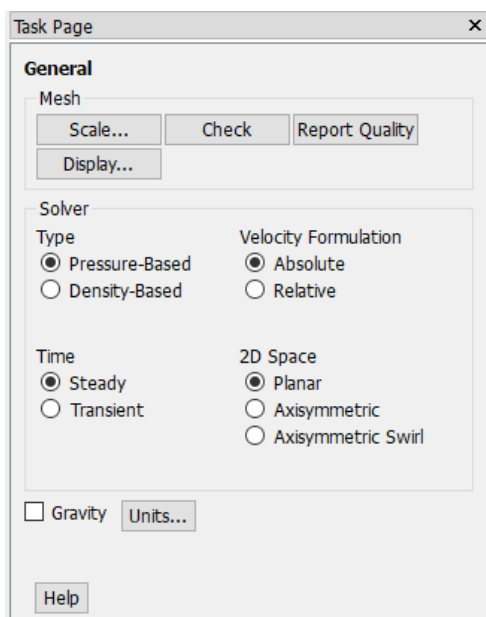 Task Page
General
Mesh
Scale... Check Report Quality
Display...
Solver
Type Velocity Formulation
Pressure-Based Absolute
Density-Based Relative
Time 2D Space
Steady Planar
Transient Axisymmetric
Axisymmetric Swirl
Gravity Units...
Help